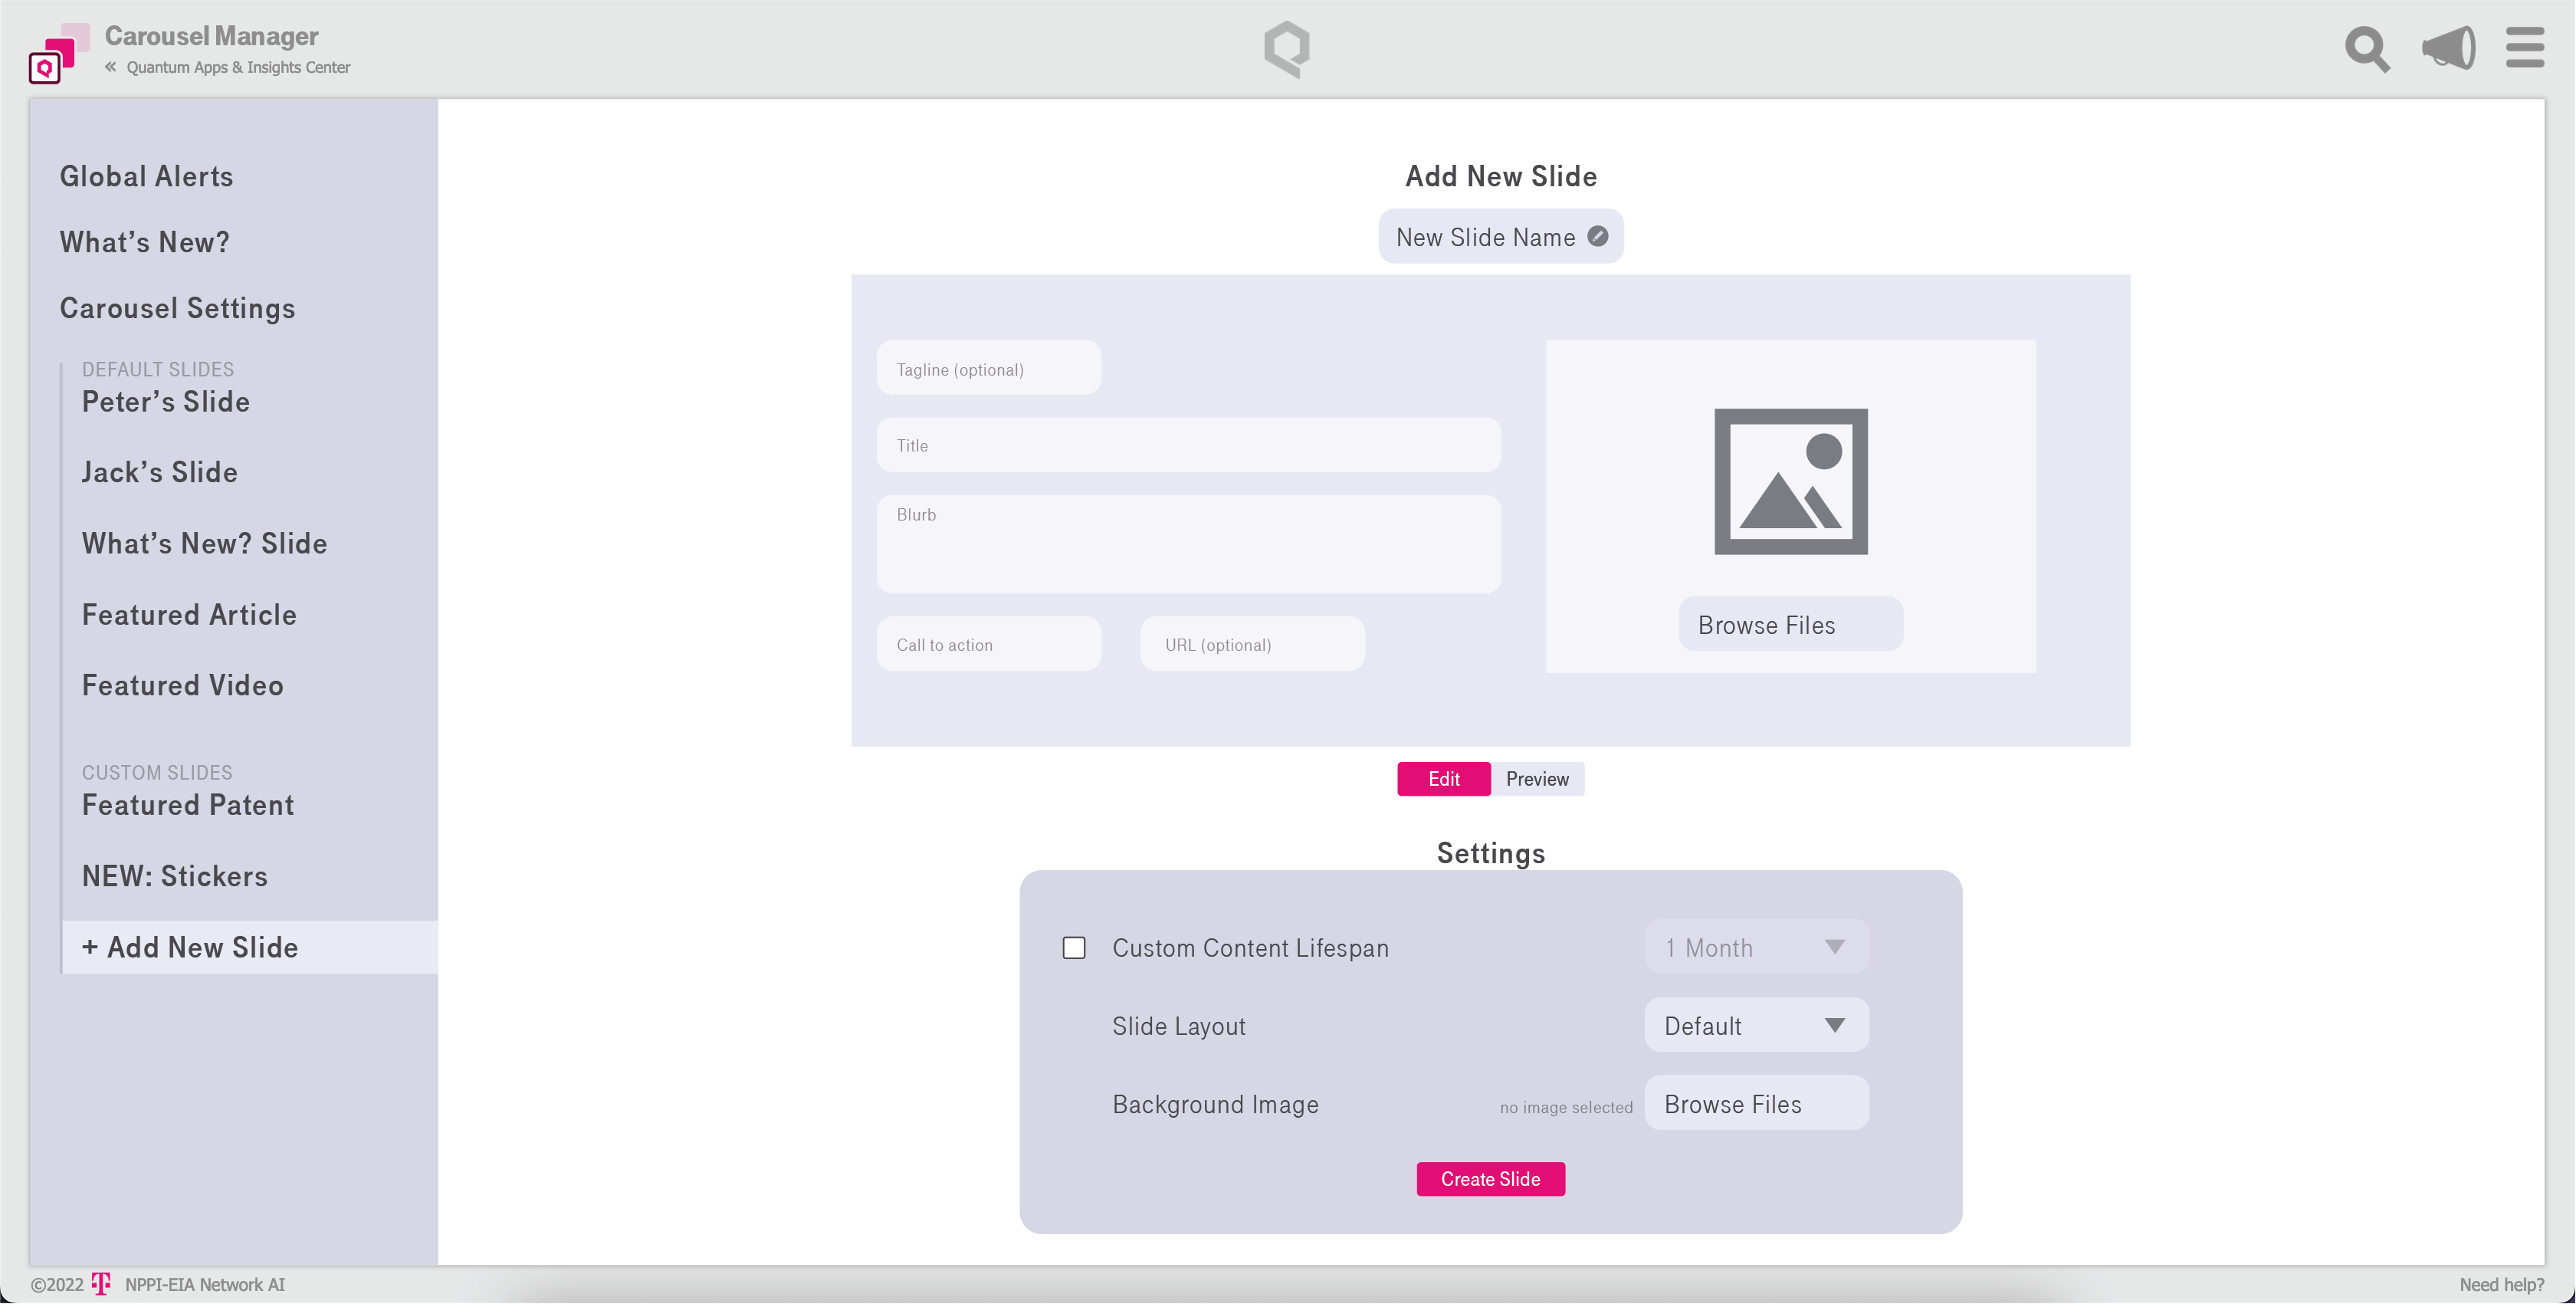 Carousel Manager
« Quantum Apps & Insights Center
Global Alerts
What's New?
Carousel Settings
DEFAULT SLIDES
Peter's Slide
Jack's Slide
What's New? Slide
Featured Article
Featured Video
CUSTOM SLIDES
Featured Patent
NEW: Stickers
+ Add New Slide
Add New Slide
New Slide Name
Tagline (optional)
Title
Blurb
Call to action
URL (optional)
Browse Files
Edit
Preview
Settings
Custom Content Lifespan
1 Month
Slide Layout
Default
Background Image
no image selected
Browse Files
Create Slide
©2022 T NPPI-EIA Network AI
Need help?